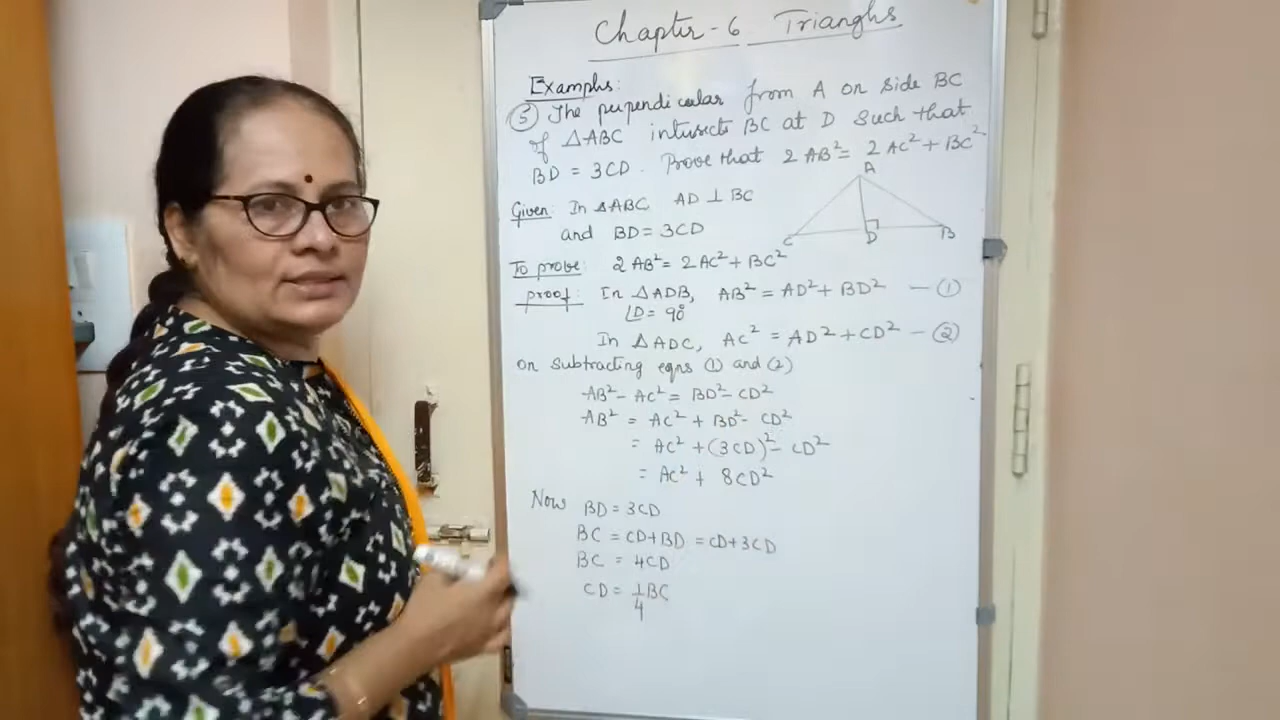 Chapter-6 Triangles
Examples:
⑤ The perpendicular from A on side BC
of △ABC intersects BC at D such that
BD = 3CD. Prove that 2AB² = 2AC² + BC²
Given: In △ABC AD ⊥ BC
and BD = 3CD
A
C D B
To prove: 2AB² = 2AC² + BC²
proof: In △ADB, AB² = AD² + BD² — ①
∠D = 90°
In △ADC, AC² = AD² + CD² — ②
on subtracting eqns (1) and (2)
AB² - AC² = BD² - CD²
AB² = AC² + BD² - CD²
= AC² + (3CD)² - CD²
= AC² + 8CD²
Now BD = 3CD
BC = CD+BD = CD+3CD
BC = 4CD
CD = 1/4 BC